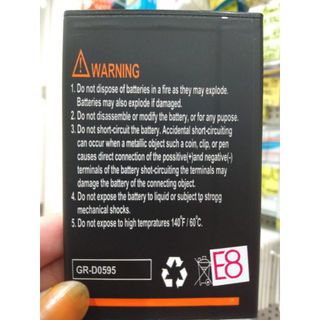 WARNING
1. Do not dispose of batteries in a fire as they may explode.
Batteries may also explode if damaged.
2. Do not disassemble or modify the battery, or for any pupose.
3. Do not short-circuit the battery. Accidental short-circuiting
can occur when a metallic object such a coin, clip, or pen
causes direct connection of the possitive(+) and negative(-)
terminals of the battery shot-circuiting the terminals may
damage the battery of the connecting object.
4. Do not expose the battery to liquid or subject tp strogg
mechanical shocks.
5. Do not expose to high tempratures 140°F / 60°C.
GR-D0595
E8